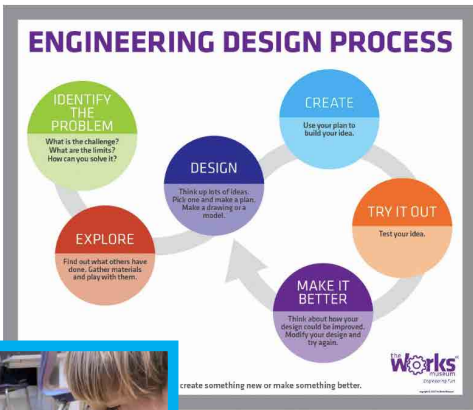 ENGINEERING DESIGN PROCESS
IDENTIFY
THE
PROBLEM
What is the challenge?
What are the limits?
How can you solve it?
EXPLORE
Find out what others have
done. Gather materials
and play with them.
DESIGN
Think up lots of ideas.
Pick one and make a plan.
Make a drawing or a
model.
CREATE
Use your plan to
build your idea.
TRY IT OUT
Test your idea.
MAKE IT
BETTER
Think about how your
design could be improved.
Modify your design and
try again.
create something new or make something better.
the works
museum
Engineering Fun